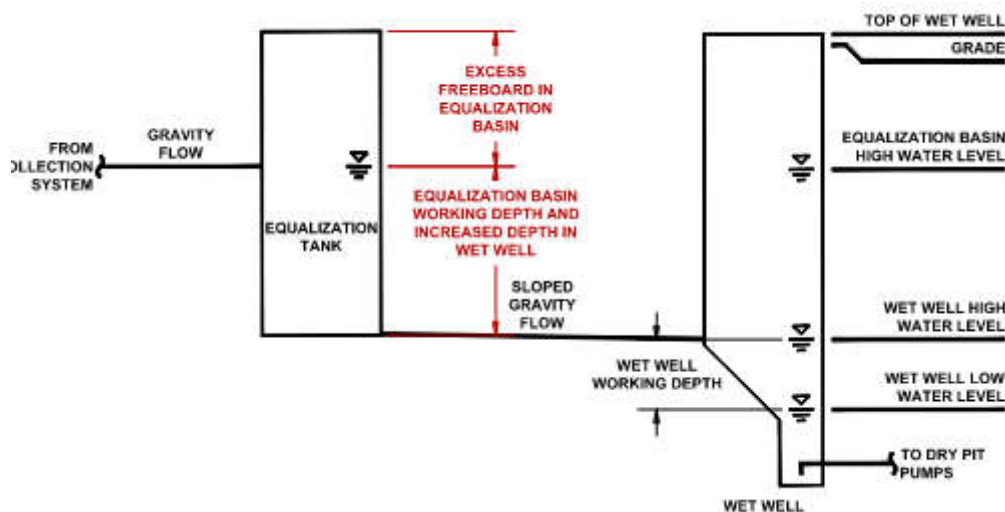 TOP OF WET WELL
GRADE
EXCESS
FREEBOARD IN
EQUALIZATION
BASIN
GRAVITY
FLOW
FROM
OLLECTION
SYSTEM
EQUALIZATION BASIN
HIGH WATER LEVEL
EQUALIZATION BASIN
WORKING DEPTH AND
INCREASED DEPTH IN
WET WELL
EQUALIZATION
TANK
SLOPED
GRAVITY
FLOW
WET WELL HIGH
WATER LEVEL
WET WELL
WORKING DEPTH
WET WELL LOW
WATER LEVEL
TO DRY PIT
PUMPS
WET WELL